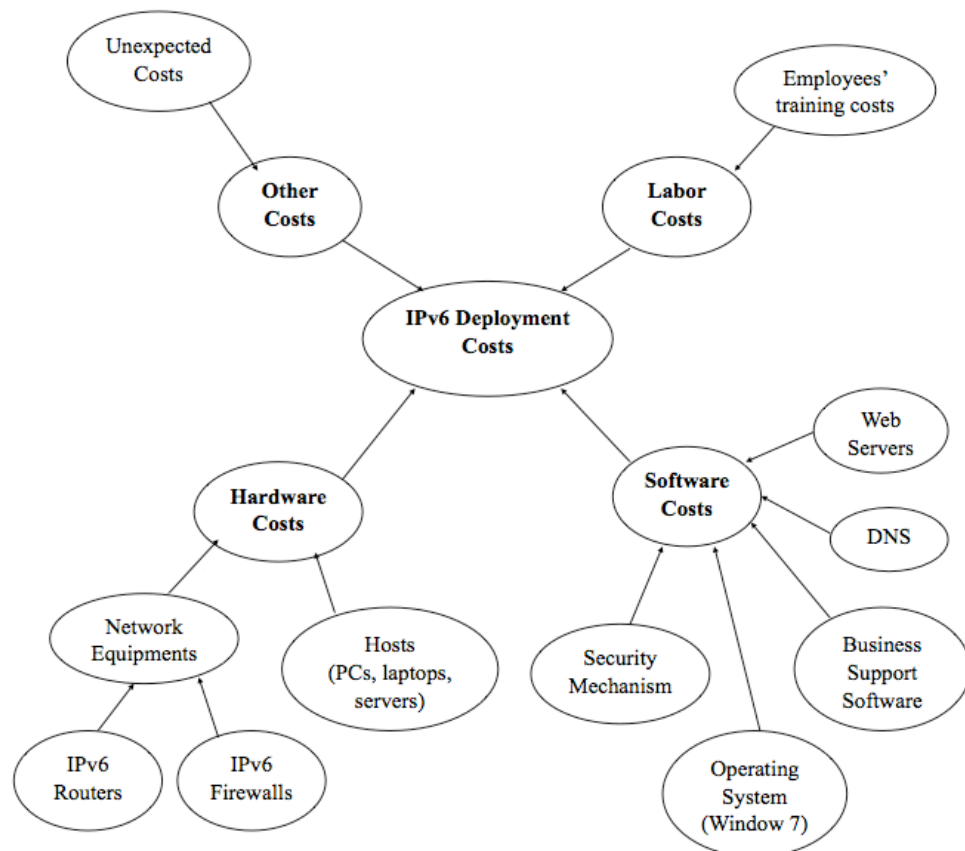 Unexpected
Costs
Employees’
training costs
Other
Costs
Labor
Costs
IPv6 Deployment
Costs
Web
Servers
Hardware
Costs
Software
Costs
DNS
Network
Equipments
Hosts
(PCs, laptops,
servers)
Security
Mechanism
Business
Support
Software
IPv6
Routers
IPv6
Firewalls
Operating
System
(Window 7)